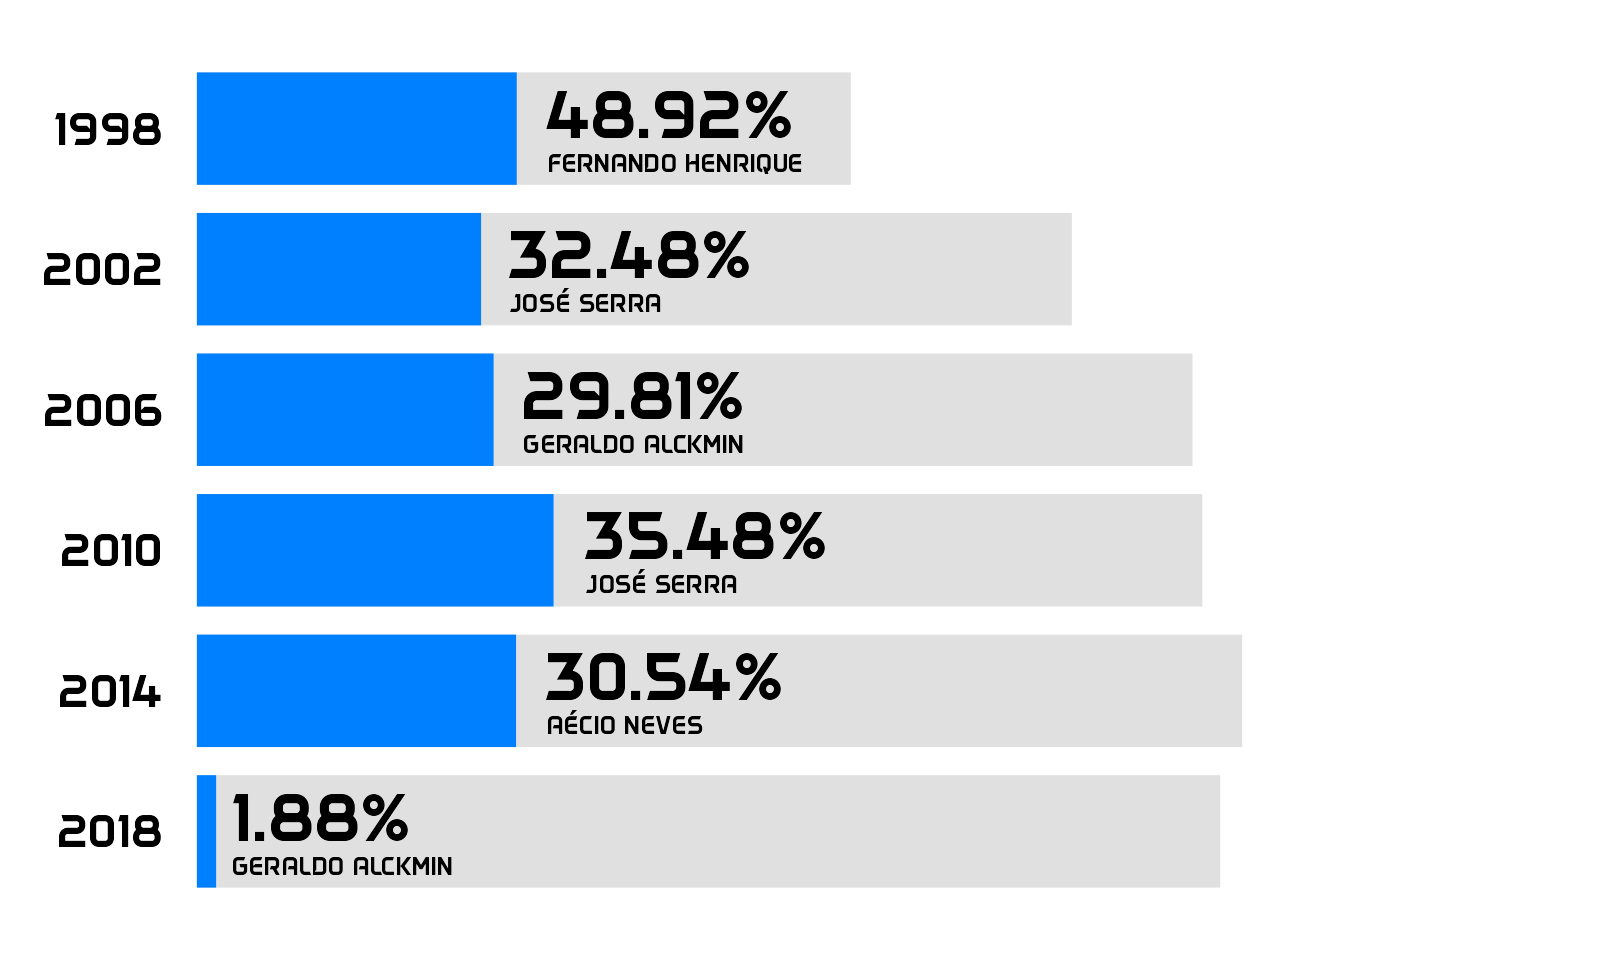 1998
48.92%
FERNANDO HENRIQUE
2002
32.48%
JOSÉ SERRA
2006
29.81%
GERALDO ALCKMIN
2010
35.48%
JOSÉ SERRA
2014
30.54%
AÉCIO NEVES
2018
1.88%
GERALDO ALCKMIN